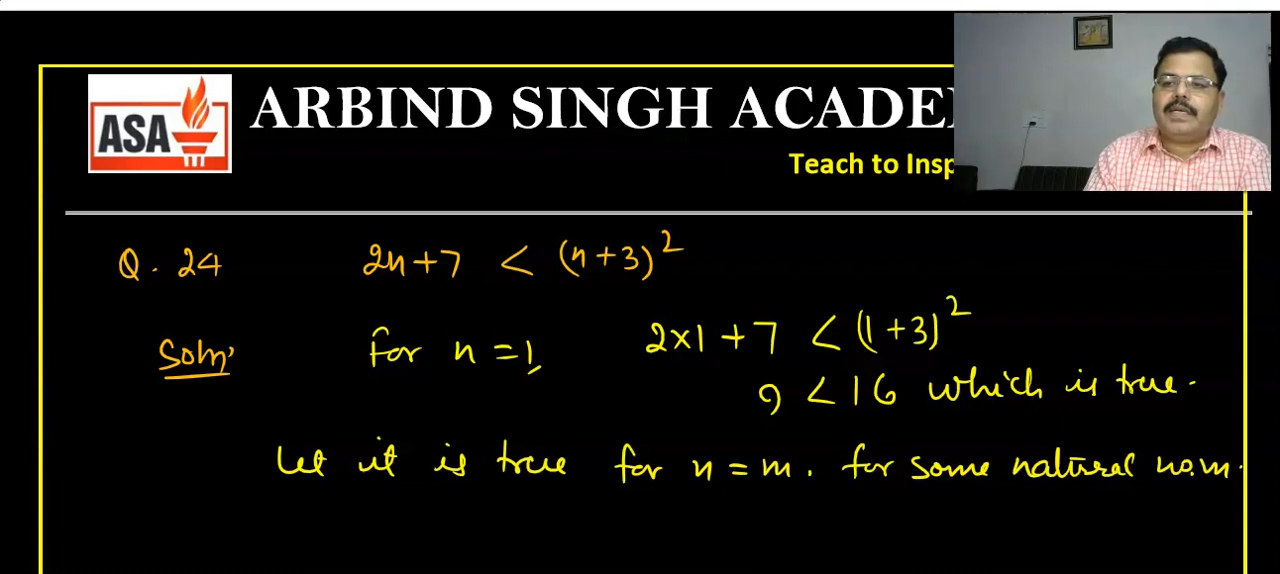 ASA
ARBIND SINGH ACADE
Teach to Insp
Q. 24 2n+7 < (n+3)²
Soln. for n = 1, 2×1 + 7 < (1+3)²
9 < 16 which is true.
Let it is true for n = m. for some natural no. m.